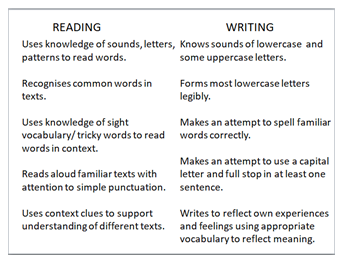 READING
Uses knowledge of sounds, letters,
patterns to read words.
Recognises common words in
texts.
Uses knowledge of sight
vocabulary/ tricky words to read
words in context.
Reads aloud familiar texts with
attention to simple punctuation.
Uses context clues to support
understanding of different texts.
WRITING
Knows sounds of lowercase and
some uppercase letters.
Forms most lowercase letters
legibly.
Makes an attempt to spell familiar
words correctly.
Makes an attempt to use a capital
letter and full stop in at least one
sentence.
Writes to reflect own experiences
and feelings using appropriate
vocabulary to reflect meaning.